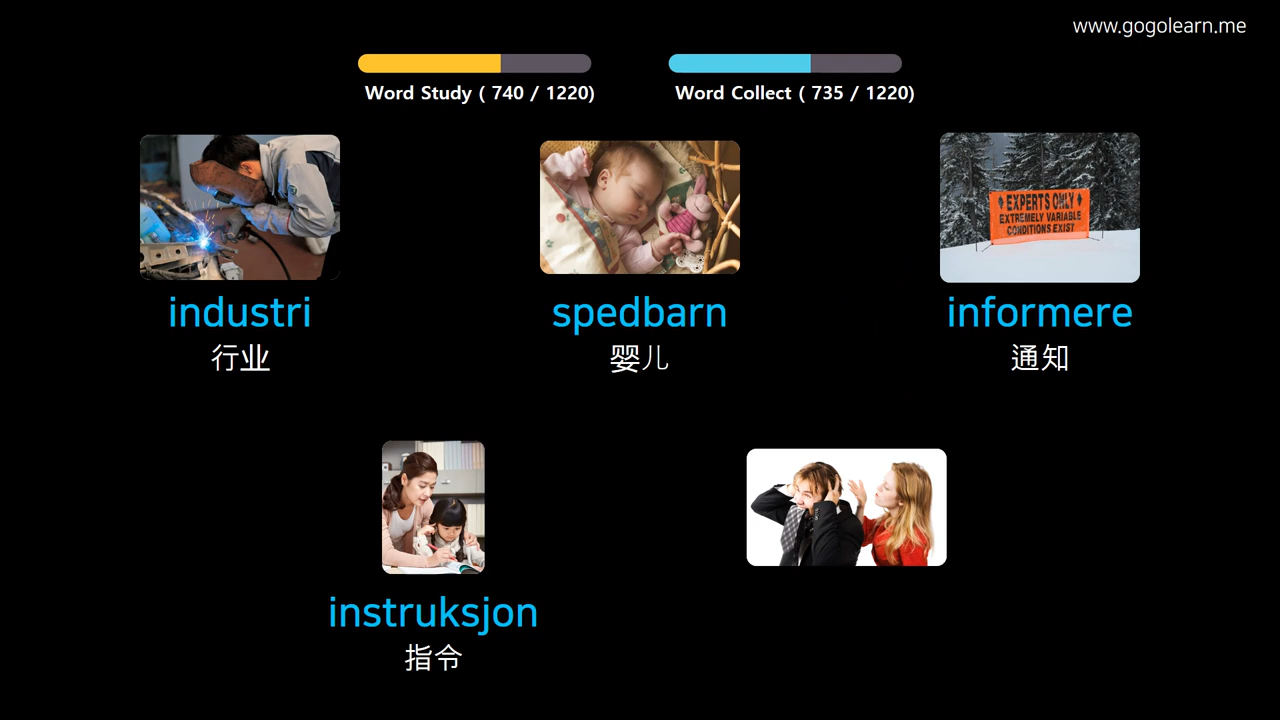 www.gogolearn.me
Word Study ( 740 / 1220)
Word Collect ( 735 / 1220)
EXPERTS ONLY
EXTREMELY VARIABLE
CONDITIONS EXIST
industri
行业
spedbarn
婴儿
informere
通知
instruksjon
指令